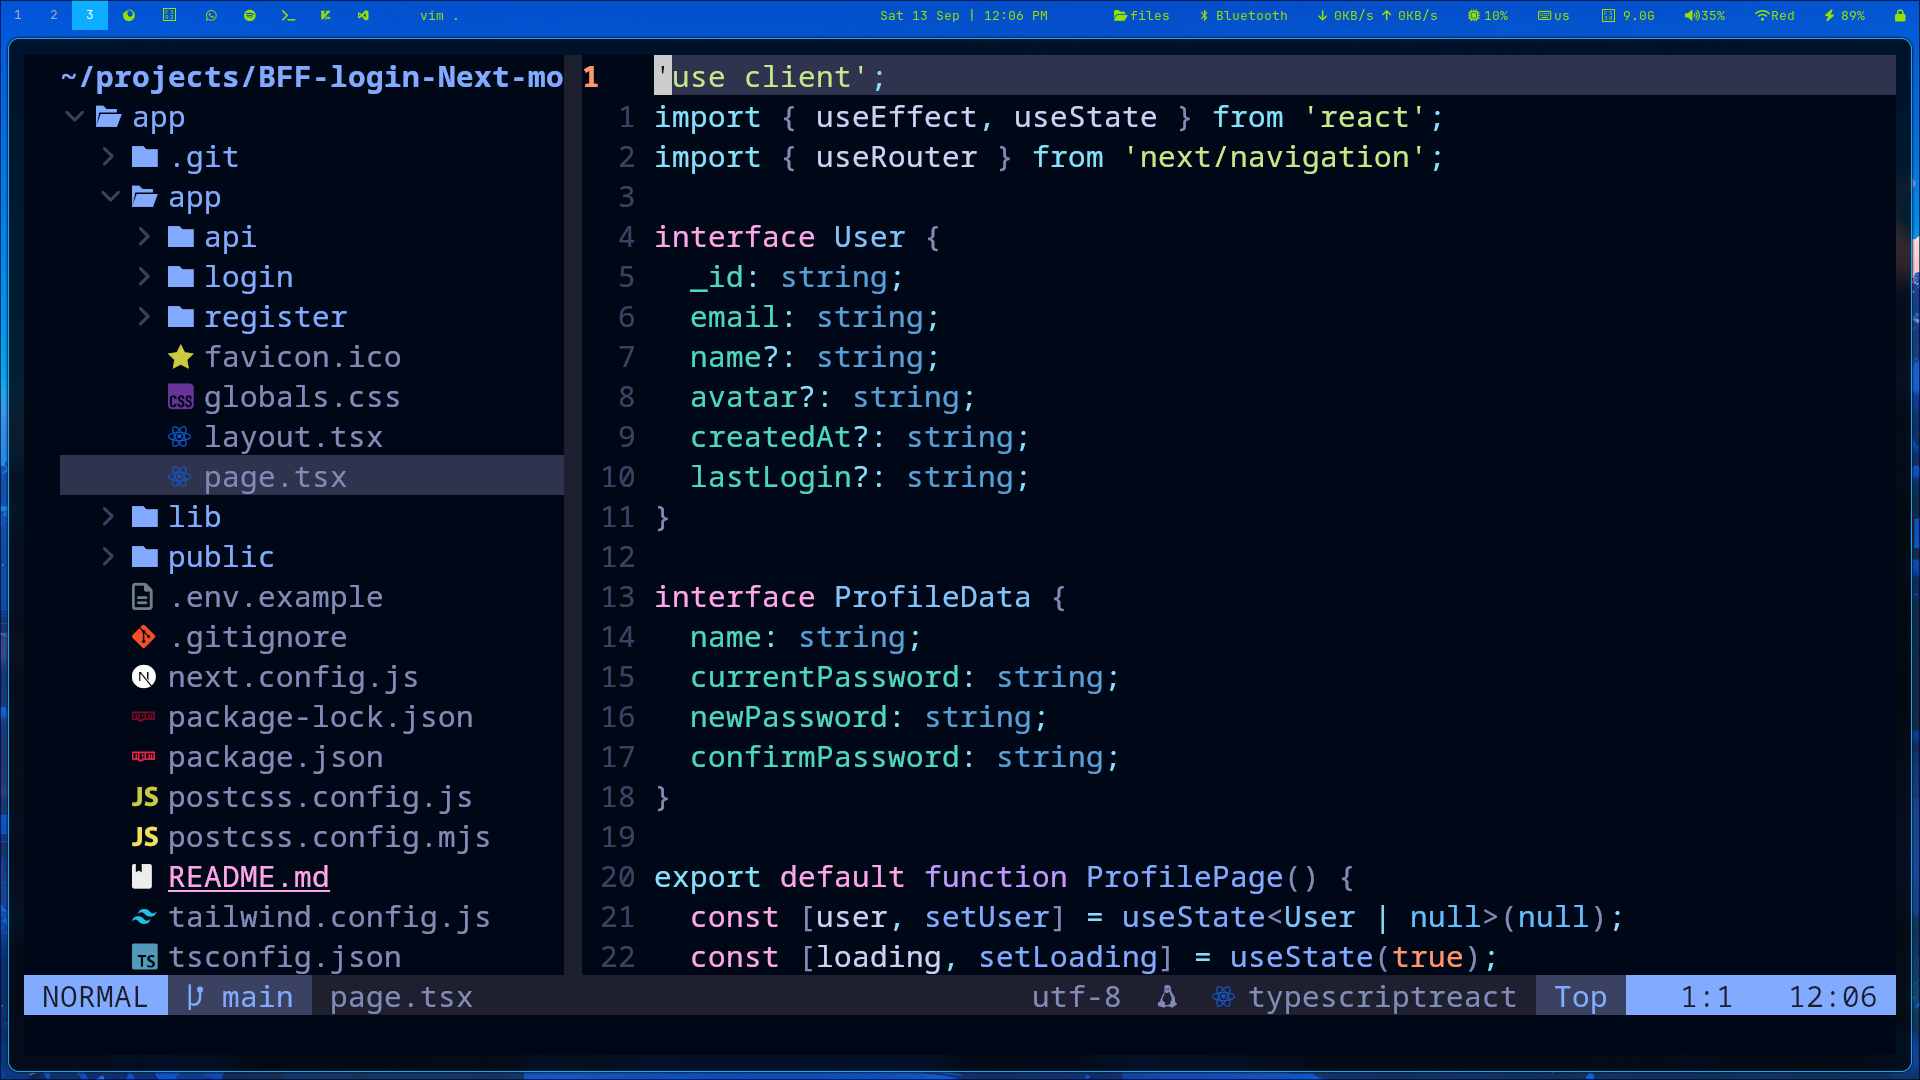 1 2 3 vim . Sat 13 Sep | 12:06 PM files Bluetooth 0KB/s 0KB/s 10% us 9.0G 35% Red 89%
~/projects/BFF-login-Next-mo
app
.git
app
api
login
register
favicon.ico
CSS globals.css
layout.tsx
page.tsx
lib
public
.env.example
.gitignore
N next.config.js
package-lock.json
package.json
JS postcss.config.js
JS postcss.config.mjs
README.md
tailwind.config.js
TS tsconfig.json
1 'use client';
1 import { useEffect, useState } from 'react';
2 import { useRouter } from 'next/navigation';
3
4 interface User {
5 _id: string;
6 email: string;
7 name?: string;
8 avatar?: string;
9 createdAt?: string;
10 lastLogin?: string;
11 }
12
13 interface ProfileData {
14 name: string;
15 currentPassword: string;
16 newPassword: string;
17 confirmPassword: string;
18 }
19
20 export default function ProfilePage() {
21 const [user, setUser] = useState<User | null>(null);
22 const [loading, setLoading] = useState(true);
NORMAL main page.tsx utf-8 typescriptreact Top 1:1 12:06